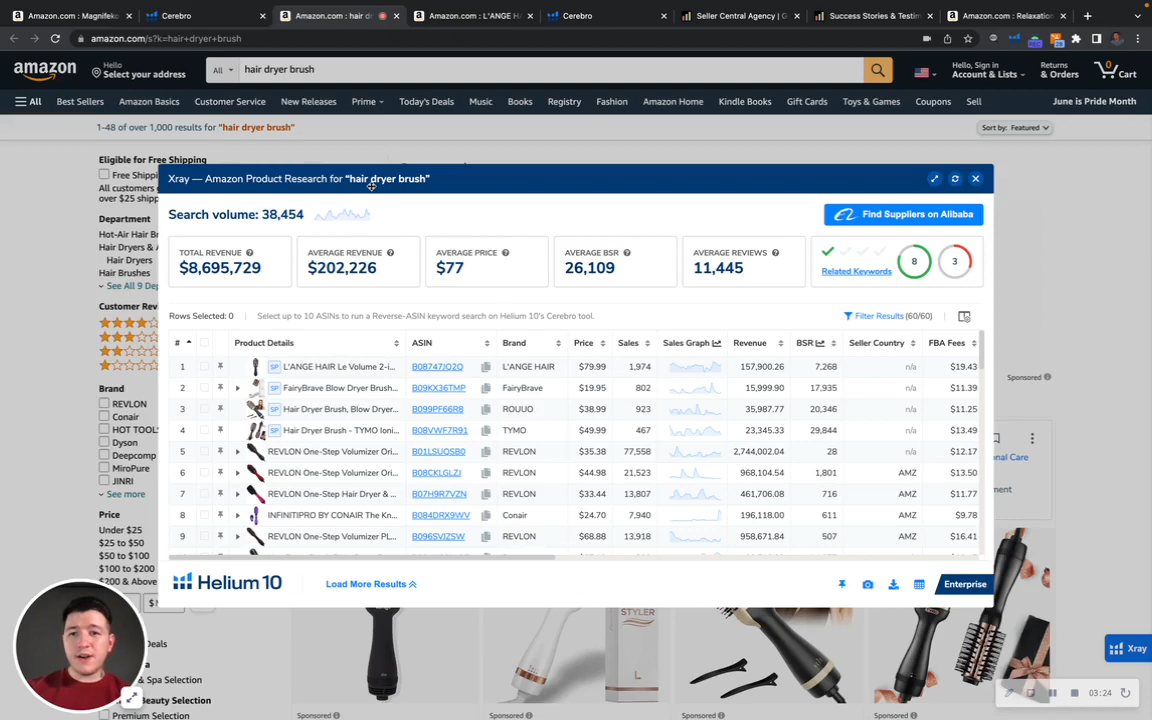 Amazon.com : Magnifek
Cerebro
Amazon.com : hair d
Amazon.com : L'ANGE H
Cerebro
Seller Central Agency | G
Success Stories & Testim
Amazon.com : Relaxation
amazon.com/s?k=hair+dryer+brush
amazon
Hello
Select your address
All
hair dryer brush
Hello, Sign in
Account & Lists
Returns
& Orders
0
Cart
All
Best Sellers
Amazon Basics
Customer Service
New Releases
Prime
Today's Deals
Music
Books
Registry
Fashion
Amazon Home
Kindle Books
Gift Cards
Toys & Games
Coupons
Sell
June is Pride Month
1-48 of over 1,000 results for "hair dryer brush"
Sort by: Featured
Eligible for Free Shipping
Free Shipping
All customers
over $25 shipp
Department
Hot-Air Hair Br
Hair Dryers & A
Hair Dryers
Hair Brushes
See All 9 Dep
Customer Rev
Brand
REVLON
Conair
HOT TOOLS
Dyson
Deepcomp
MiroPure
JINRI
See more
Price
Under $25
$25 to $50
$50 to $100
$100 to $200
$200 & Above
Xray — Amazon Product Research for "hair dryer brush"
Search volume: 38,454
Find Suppliers on Alibaba
TOTAL REVENUE
$8,695,729
AVERAGE REVENUE
$202,226
AVERAGE PRICE
$77
AVERAGE BSR
26,109
AVERAGE REVIEWS
11,445
Related Keywords
8
3
Rows Selected: 0
Select up to 10 ASINs to run a Reverse-ASIN keyword search on Helium 10's Cerebro tool.
Filter Results (60/60)
# Product Details ASIN Brand Price Sales Sales Graph Revenue BSR Seller Country FBA Fees
1 SP L'ANGE HAIR Le Volume 2-i... B08747JQ2Q L'ANGE HAIR $79.99 1,974 157,900.26 7,268 n/a $19.43
2 SP FairyBrave Blow Dryer Brush... B09KX36TMP FairyBrave $19.95 802 15,999.90 17,935 n/a $11.39
3 SP Hair Dryer Brush, Blow Dryer... B099PF66R8 ROUUO $38.99 923 35,987.77 20,346 n/a $11.25
4 SP Hair Dryer Brush - TYMO Ioni... B08VWF7R91 TYMO $49.99 467 23,345.33 29,844 n/a $13.49
5 REVLON One-Step Volumizer Ori... B01LSUQSB0 REVLON $35.38 77,558 2,744,002.04 28 n/a $12.17
6 REVLON One-Step Volumizer Ori... B08CKLGLZJ REVLON $44.98 21,523 968,104.54 1,801 AMZ $13.50
7 REVLON One-Step Hair Dryer & ... B07H9R7VZN REVLON $33.44 13,807 461,706.08 716 AMZ $11.77
8 INFINITIPRO BY CONAIR The Kn... B084DRX9WV Conair $24.70 7,940 196,118.00 611 AMZ $9.78
9 REVLON One-Step Volumizer PL... B096SVJZSW REVLON $68.88 13,918 958,671.84 507 AMZ $16.41
Helium 10
Load More Results
Enterprise
Sponsored
nal Care
ment
STYLER
Xray
Deals
a
& Spa Selection
Beauty Selection
Premium Selection
Sponsored
Sponsored
Sponsored
Sponsored
03:24